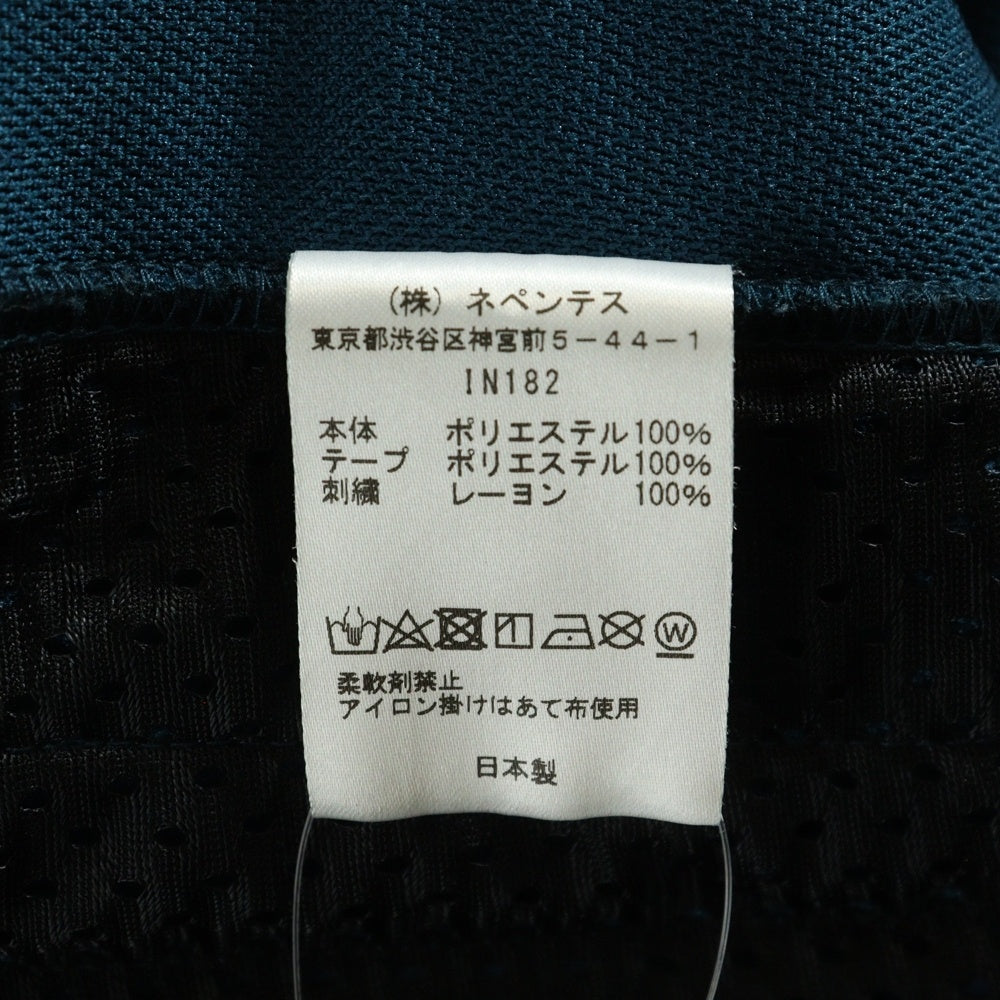 (株) ネペンテス
東京都渋谷区神宮前5-44-1
IN182
本体 ポリエステル100%
テープ ポリエステル100%
刺繍 レーヨン 100%
W
柔軟剤禁止
アイロン掛けはあて布使用
日本製